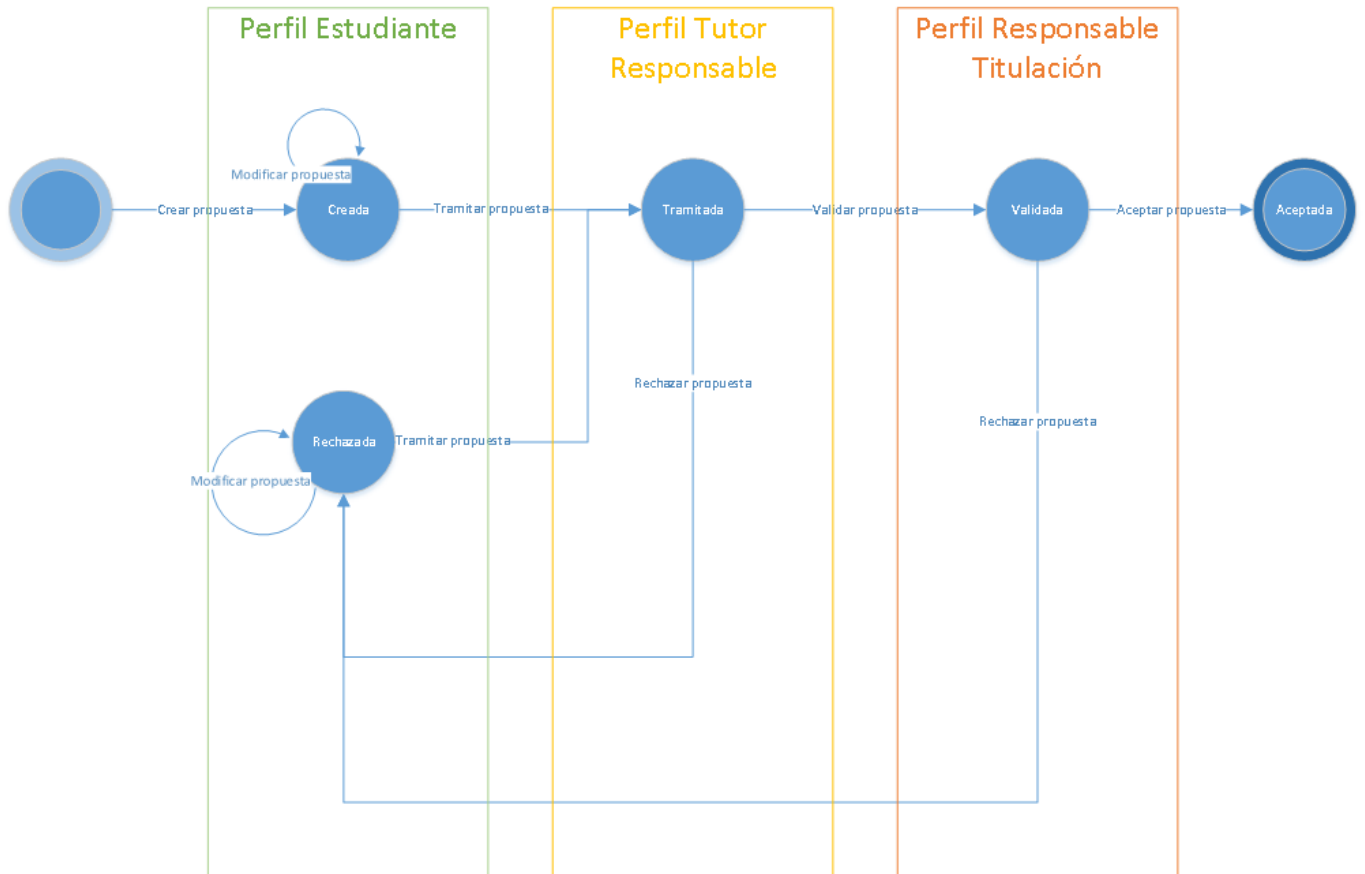 Perfil Estudiante
Perfil Tutor
Responsable
Perfil Responsable
Titulación
Modificar propuesta
Crear propuesta
Creada
Tramitar propuesta
Tramitada
Validar propuesta
Validada
Aceptar propuesta
Aceptada
Rechazar propuesta
Rechazar propuesta
Rechazada
Tramitar propuesta
Modificar propuesta